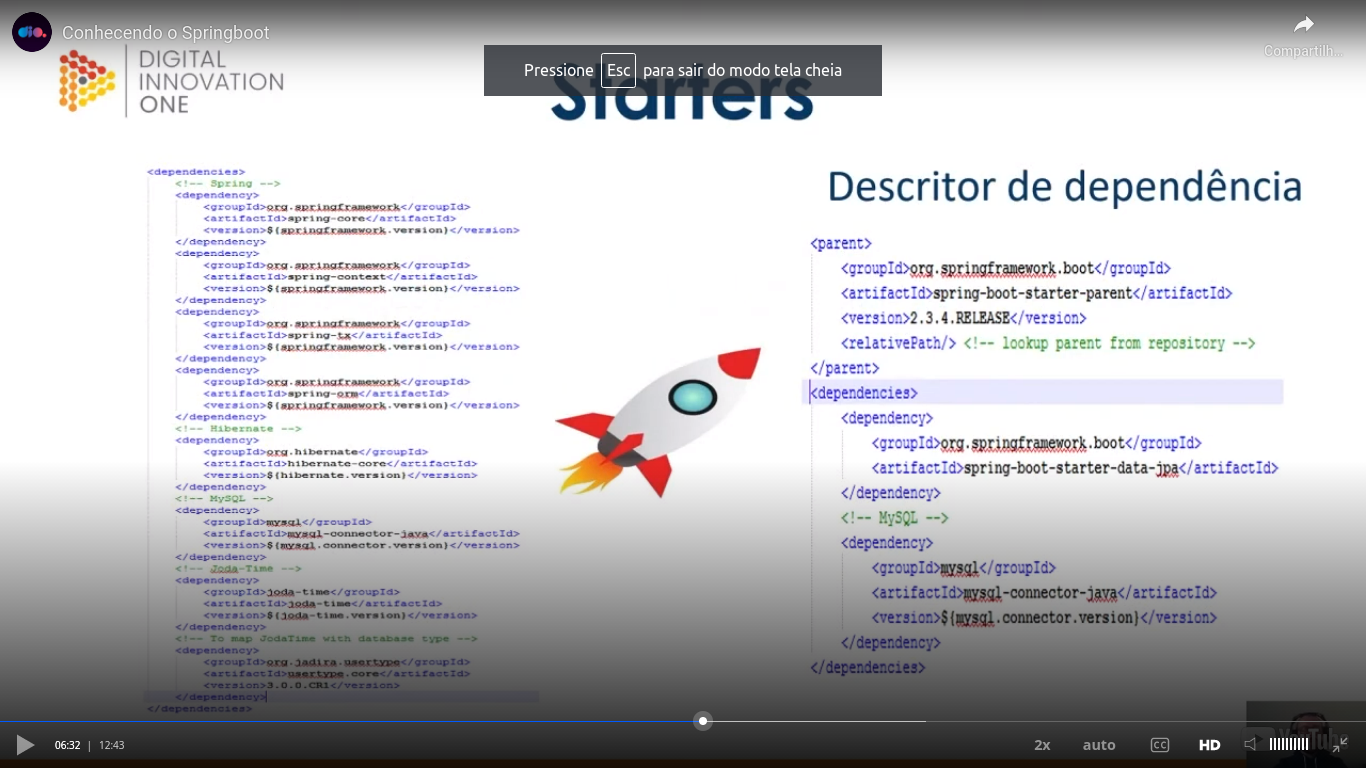 Conhecendo o Springboot
Compartilh...
DIGITAL
INNOVATION
ONE
Pressione Esc para sair do modo tela cheia
Starters
<dependencies>
<!-- Spring -->
<dependency>
<groupId>org.springframework</groupId>
<artifactId>spring-core</artifactId>
<version>${springframework.version}</version>
</dependency>
<dependency>
<groupId>org.springframework</groupId>
<artifactId>spring-context</artifactId>
<version>${springframework.version}</version>
</dependency>
<dependency>
<groupId>org.springframework</groupId>
<artifactId>spring-tx</artifactId>
<version>${springframework.version}</version>
</dependency>
<dependency>
<groupId>org.springframework</groupId>
<artifactId>spring-orm</artifactId>
<version>${springframework.version}</version>
</dependency>
<!-- Hibernate -->
<dependency>
<groupId>org.hibernate</groupId>
<artifactId>hibernate-core</artifactId>
<version>${hibernate.version}</version>
</dependency>
<!-- MySQL -->
<dependency>
<groupId>mysql</groupId>
<artifactId>mysql-connector-java</artifactId>
<version>${mysql.connector.version}</version>
</dependency>
<!-- Joda-Time -->
<dependency>
<groupId>joda-time</groupId>
<artifactId>joda-time</artifactId>
<version>${joda-time.version}</version>
</dependency>
<!-- To map JodaTime with database type -->
<dependency>
<groupId>org.jadira.usertype</groupId>
<artifactId>usertype.core</artifactId>
<version>3.0.0.CR1</version>
</dependency>
</dependencies>
Descritor de dependência
<parent>
<groupId>org.springframework.boot</groupId>
<artifactId>spring-boot-starter-parent</artifactId>
<version>2.3.4.RELEASE</version>
<relativePath/> <!-- lookup parent from repository -->
</parent>
<dependencies>
<dependency>
<groupId>org.springframework.boot</groupId>
<artifactId>spring-boot-starter-data-jpa</artifactId>
</dependency>
<!-- MySQL -->
<dependency>
<groupId>mysql</groupId>
<artifactId>mysql-connector-java</artifactId>
<version>${mysql.connector.version}</version>
</dependency>
</dependencies>
06:32 | 12:43
2x auto CC HD
YouTube